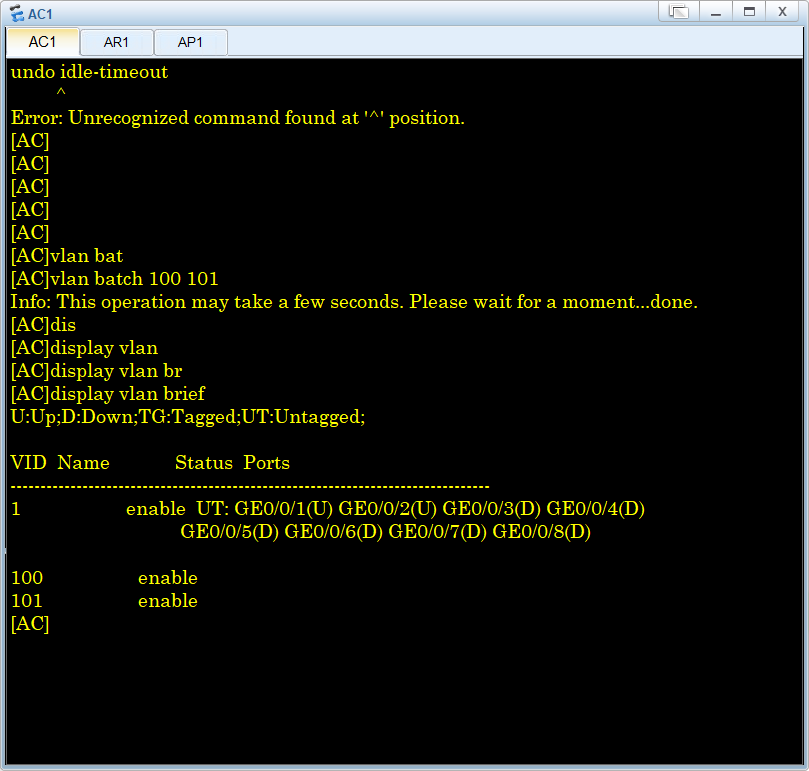 AC1
AC1 AR1 AP1
undo idle-timeout
^
Error: Unrecognized command found at '^' position.
[AC]
[AC]
[AC]
[AC]
[AC]
[AC]vlan bat
[AC]vlan batch 100 101
Info: This operation may take a few seconds. Please wait for a moment...done.
[AC]dis
[AC]display vlan
[AC]display vlan br
[AC]display vlan brief
U:Up;D:Down;TG:Tagged;UT:Untagged;
VID Name Status Ports
--------------------------------------------------------------------------------
1 enable UT: GE0/0/1(U) GE0/0/2(U) GE0/0/3(D) GE0/0/4(D)
GE0/0/5(D) GE0/0/6(D) GE0/0/7(D) GE0/0/8(D)
100 enable
101 enable
[AC]